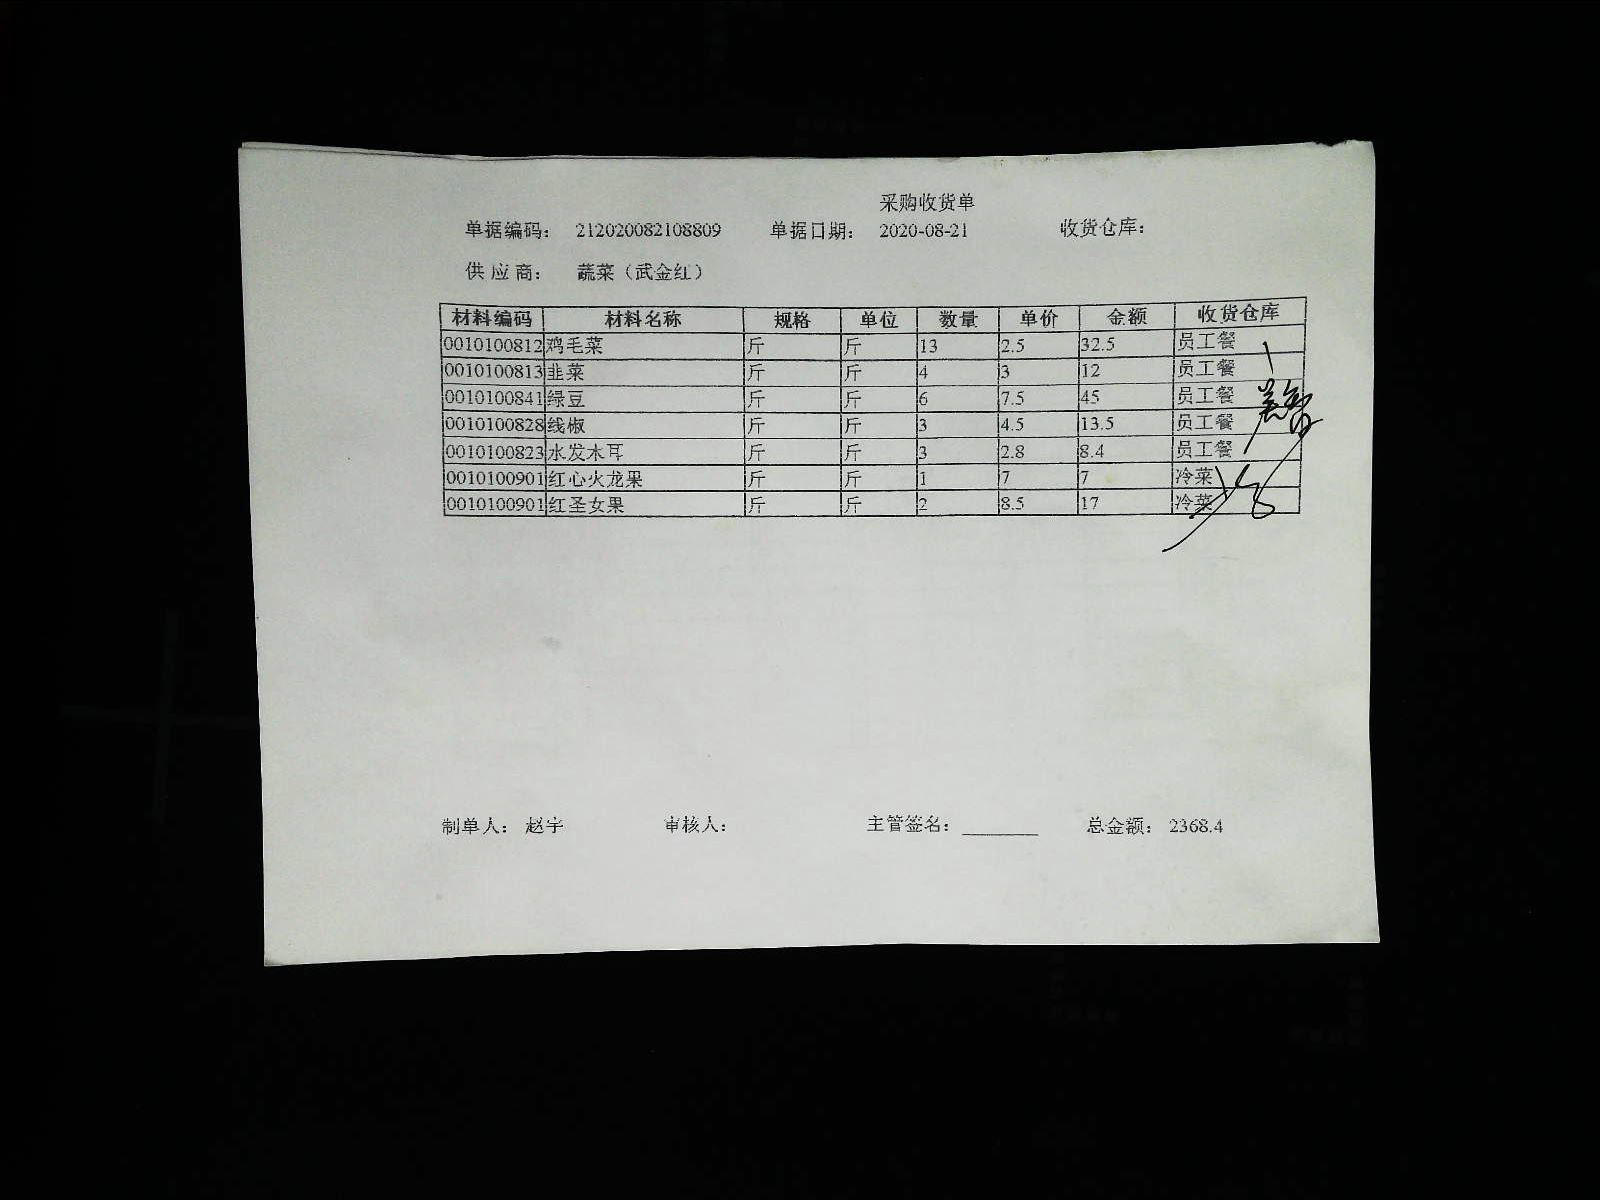 采购收货单
单据编码： 212020082108809 单据日期： 2020-08-21 收货仓库：
供应商： 蔬菜（武金红）
材料编码 材料名称 规格 单位 数量 单价 金额 收货仓库
0010100812 鸡毛菜 斤 斤 13 2.5 32.5 员工餐
0010100813 韭菜 斤 斤 4 3 12 员工餐
0010100841 绿豆 斤 斤 6 7.5 45 员工餐
0010100828 线椒 斤 斤 3 4.5 13.5 员工餐
0010100823 水发木耳 斤 斤 3 2.8 8.4 员工餐
0010100901 红心火龙果 斤 斤 1 7 7 冷菜
0010100901 红圣女果 斤 斤 2 8.5 17 冷菜
制单人： 赵宇 审核人： 主管签名： 总金额： 2368.4